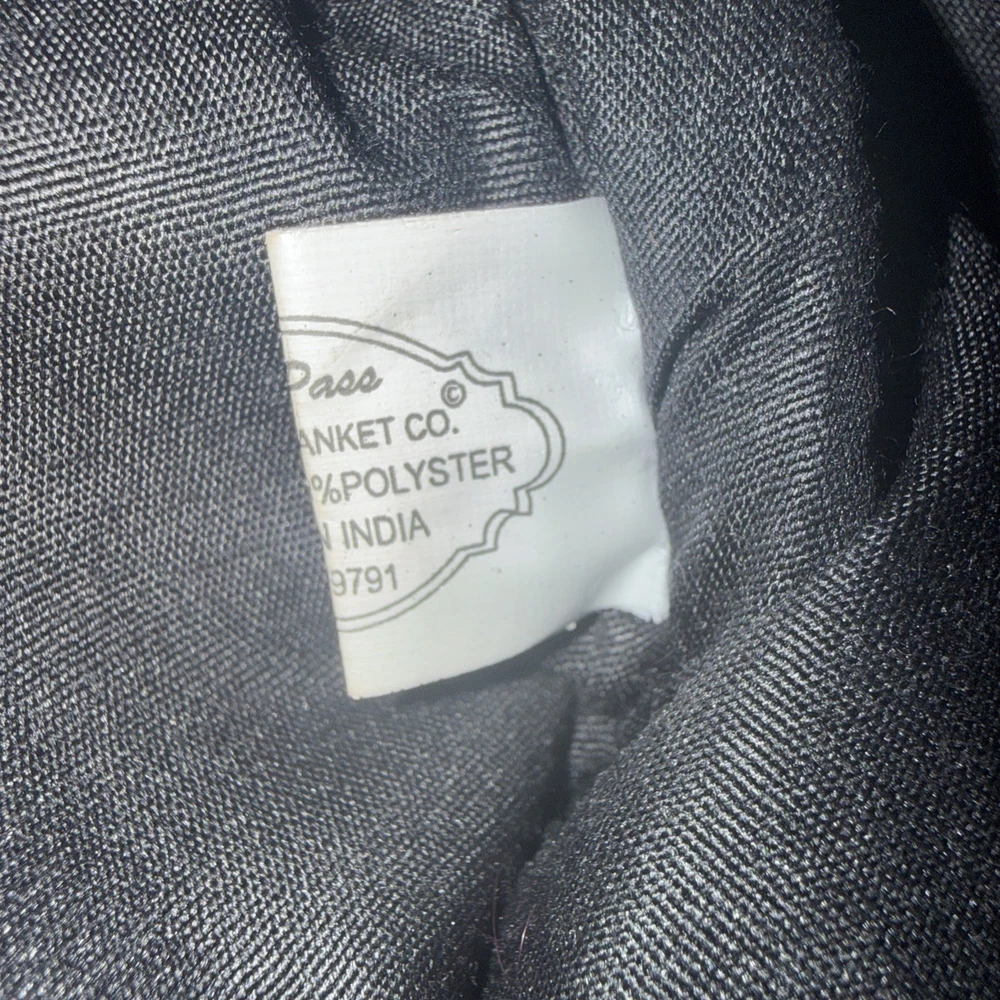 Pass
©
ANKET CO.
%POLYSTER
N INDIA
9791